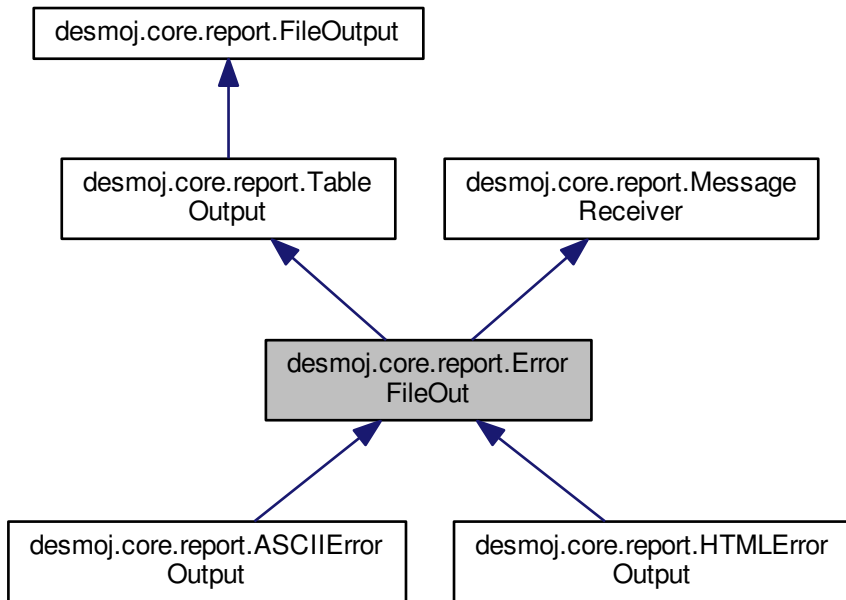 desmoj.core.report.FileOutput
desmoj.core.report.Table
Output
desmoj.core.report.Message
Receiver
desmoj.core.report.Error
FileOut
desmoj.core.report.ASCIIError
Output
desmoj.core.report.HTMLError
Output